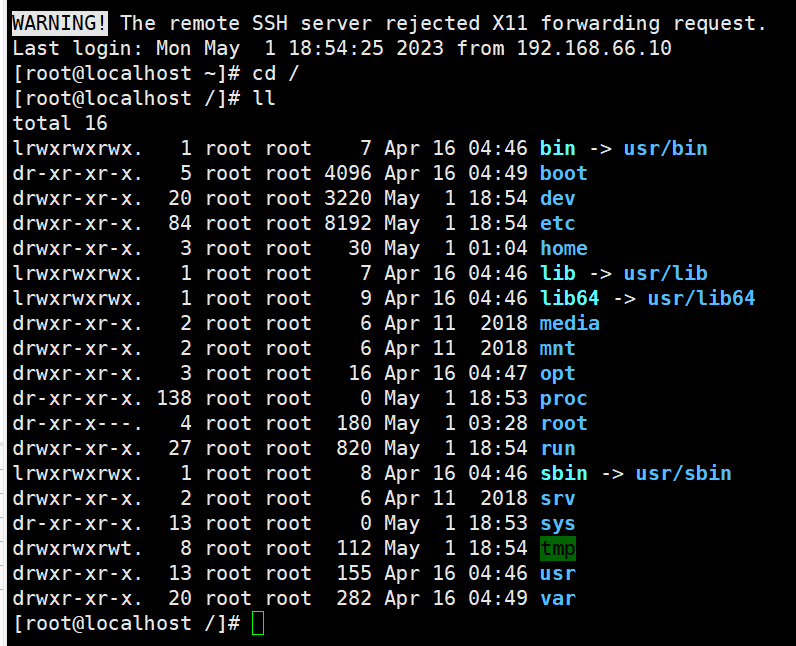 WARNING! The remote SSH server rejected X11 forwarding request.
Last login: Mon May  1 18:54:25 2023 from 192.168.66.10
[root@localhost ~]# cd /
[root@localhost /]# ll
total 16
lrwxrwxrwx.   1 root root    7 Apr 16 04:46 bin -> usr/bin
dr-xr-xr-x.   5 root root 4096 Apr 16 04:49 boot
drwxr-xr-x.  20 root root 3220 May  1 18:54 dev
drwxr-xr-x.  84 root root 8192 May  1 18:54 etc
drwxr-xr-x.   3 root root   30 May  1 01:04 home
lrwxrwxrwx.   1 root root    7 Apr 16 04:46 lib -> usr/lib
lrwxrwxrwx.   1 root root    9 Apr 16 04:46 lib64 -> usr/lib64
drwxr-xr-x.   2 root root    6 Apr 11  2018 media
drwxr-xr-x.   2 root root    6 Apr 11  2018 mnt
drwxr-xr-x.   3 root root   16 Apr 16 04:47 opt
dr-xr-xr-x. 138 root root    0 May  1 18:53 proc
dr-xr-x---.   4 root root  180 May  1 03:28 root
drwxr-xr-x.  27 root root  820 May  1 18:54 run
lrwxrwxrwx.   1 root root    8 Apr 16 04:46 sbin -> usr/sbin
drwxr-xr-x.   2 root root    6 Apr 11  2018 srv
dr-xr-xr-x.  13 root root    0 May  1 18:53 sys
drwxrwxrwt.   8 root root  112 May  1 18:54 tmp
drwxr-xr-x.  13 root root  155 Apr 16 04:46 usr
drwxr-xr-x.  20 root root  282 Apr 16 04:49 var
[root@localhost /]#